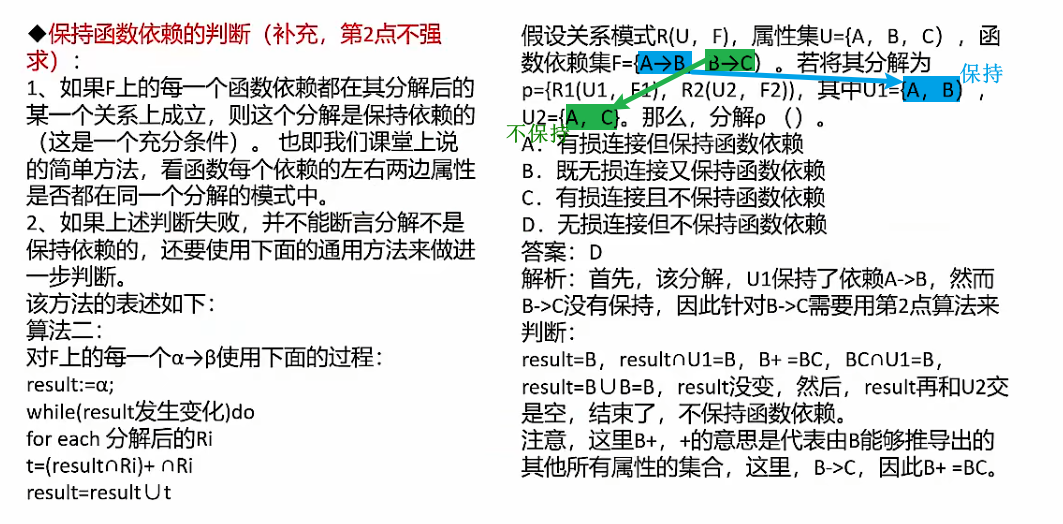 ◆保持函数依赖的判断（补充，第2点不强
求）：
1、如果F上的每一个函数依赖都在其分解后的
某一个关系上成立，则这个分解是保持依赖的
（这是一个充分条件）。也即我们课堂上说
的简单方法，看函数每个依赖的左右两边属性
是否都在同一个分解的模式中。
2、如果上述判断失败，并不能断言分解不是
保持依赖的，还要使用下面的通用方法来做进
一步判断。
该方法的表述如下：
算法二：
对F上的每一个α→β使用下面的过程：
result:=α;
while(result发生变化)do
for each 分解后的Ri
t=(result∩Ri)+ ∩Ri
result=result∪t
假设关系模式R(U，F)，属性集U={A，B，C），函
数依赖集F={A→B，B→C）。若将其分解为
保持
p={R1(U1，F1)，R2(U2，F2))，其中U1={A，B)，
U2={A，C}。那么，分解ρ （）。
不保持
A．有损连接但保持函数依赖
B．既无损连接又保持函数依赖
C．有损连接且不保持函数依赖
D．无损连接但不保持函数依赖
答案：D
解析：首先，该分解，U1保持了依赖A->B，然而
B->C没有保持，因此针对B->C需要用第2点算法来
判断：
result=B，result∩U1=B，B+ =BC，BC∩U1=B，
result=B∪B=B，result没变，然后，result再和U2交
是空，结束了，不保持函数依赖。
注意，这里B+，+的意思是代表由B能够推导出的
其他所有属性的集合，这里，B->C，因此B+ =BC。